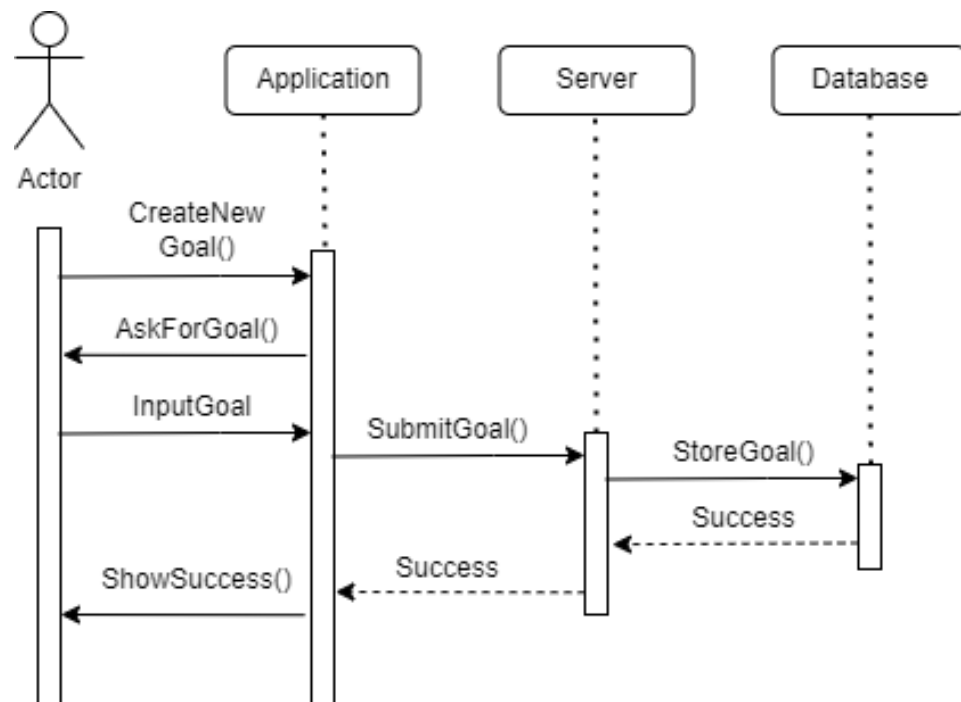 Application
Server
Database
Actor
CreateNew
Goal()
AskForGoal()
InputGoal
SubmitGoal()
StoreGoal()
Success
Success
ShowSuccess()